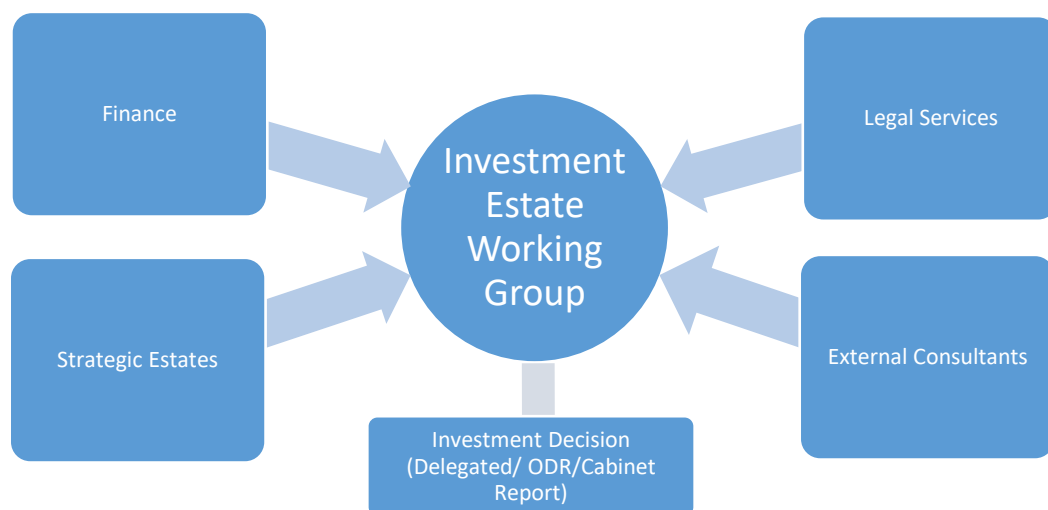 Finance
Legal Services
Investment
Estate
Working
Group
Strategic Estates
External Consultants
Investment Decision
(Delegated/ ODR/Cabinet
Report)